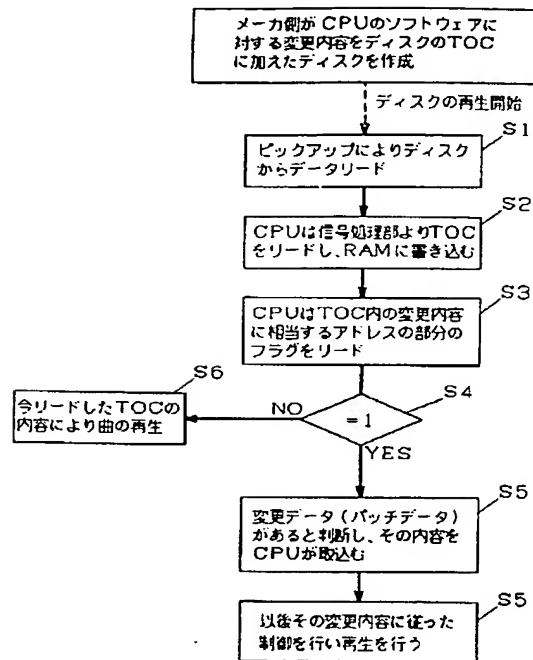 メーカ側がCPUのソフトウェアに
対する変更内容をディスクのTOC
に加えたディスクを作成
ディスクの再生開始
S1
ピックアップによりディスク
からデータリード
S2
CPUは信号処理部よりTOC
をリードし、RAMに書き込む
S3
CPUはTOC内の変更内容
に相当するアドレスの部分の
フラグをリード
S6
今リードしたTOCの
内容により曲の再生
NO
S4
=1
YES
S5
変更データ(パッチデータ)
があると判断し、その内容を
CPUが取込む
S5
以後その変更内容に従った
制御を行い再生を行う